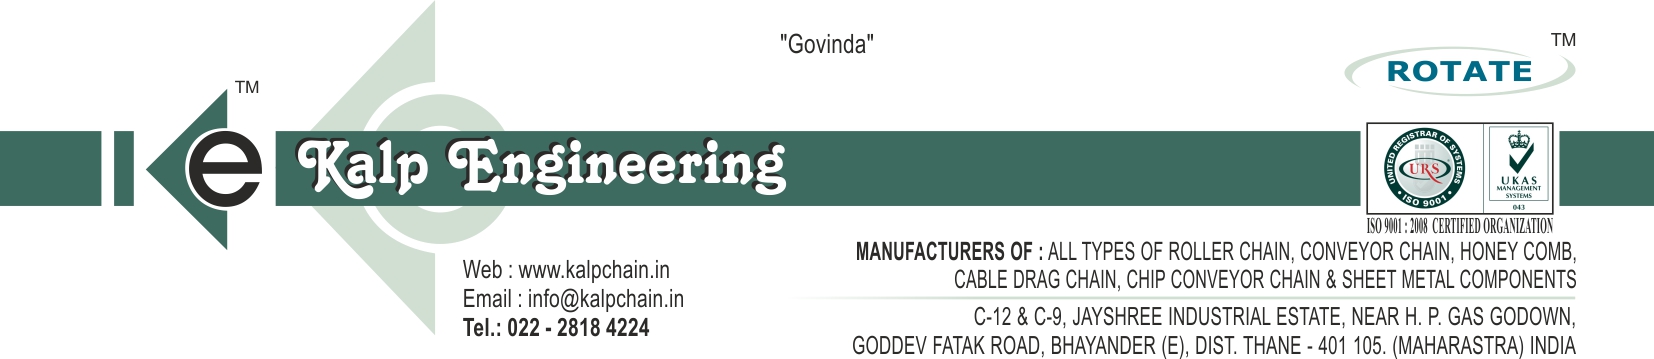 "Govinda"
TM
ROTATE
TM
e
Kalp Engineering
UNITED REGISTRAR OF SYSTEMS
URS
• ISO 9001 •
UKAS
MANAGEMENT
SYSTEMS
043
ISO 9001 : 2008 CERTIFIED ORGANIZATION
MANUFACTURERS OF : ALL TYPES OF ROLLER CHAIN, CONVEYOR CHAIN, HONEY COMB,
CABLE DRAG CHAIN, CHIP CONVEYOR CHAIN & SHEET METAL COMPONENTS
Web : www.kalpchain.in
Email : info@kalpchain.in
Tel.: 022 - 2818 4224
C-12 & C-9, JAYSHREE INDUSTRIAL ESTATE, NEAR H. P. GAS GODOWN,
GODDEV FATAK ROAD, BHAYANDER (E), DIST. THANE - 401 105. (MAHARASTRA) INDIA